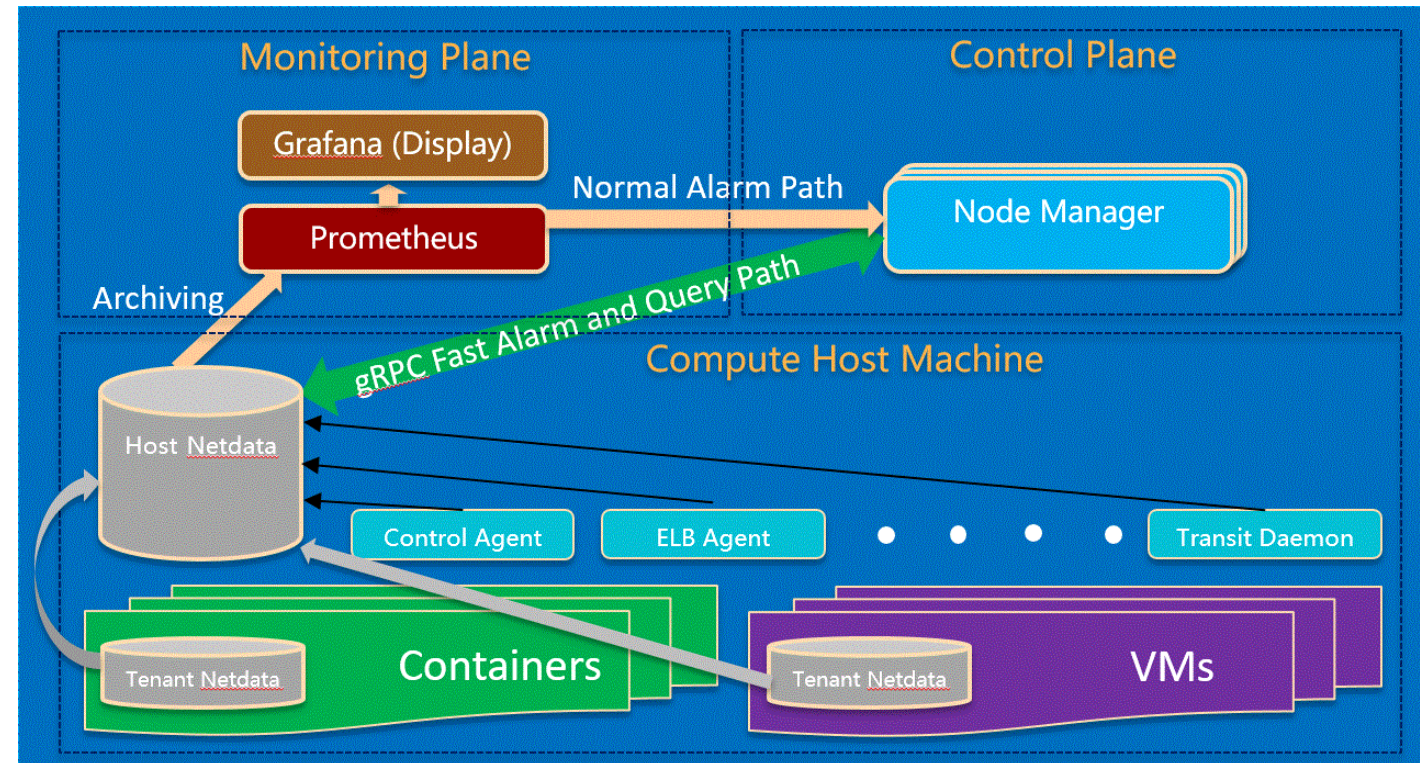 Monitoring Plane
Control Plane
Grafana (Display)
Normal Alarm Path
Node Manager
Prometheus
Archiving
gRPC Fast Alarm and Query Path
Compute Host Machine
Host Netdata
Control Agent
ELB Agent
Transit Daemon
Containers
Tenant Netdata
VMs
Tenant Netdata